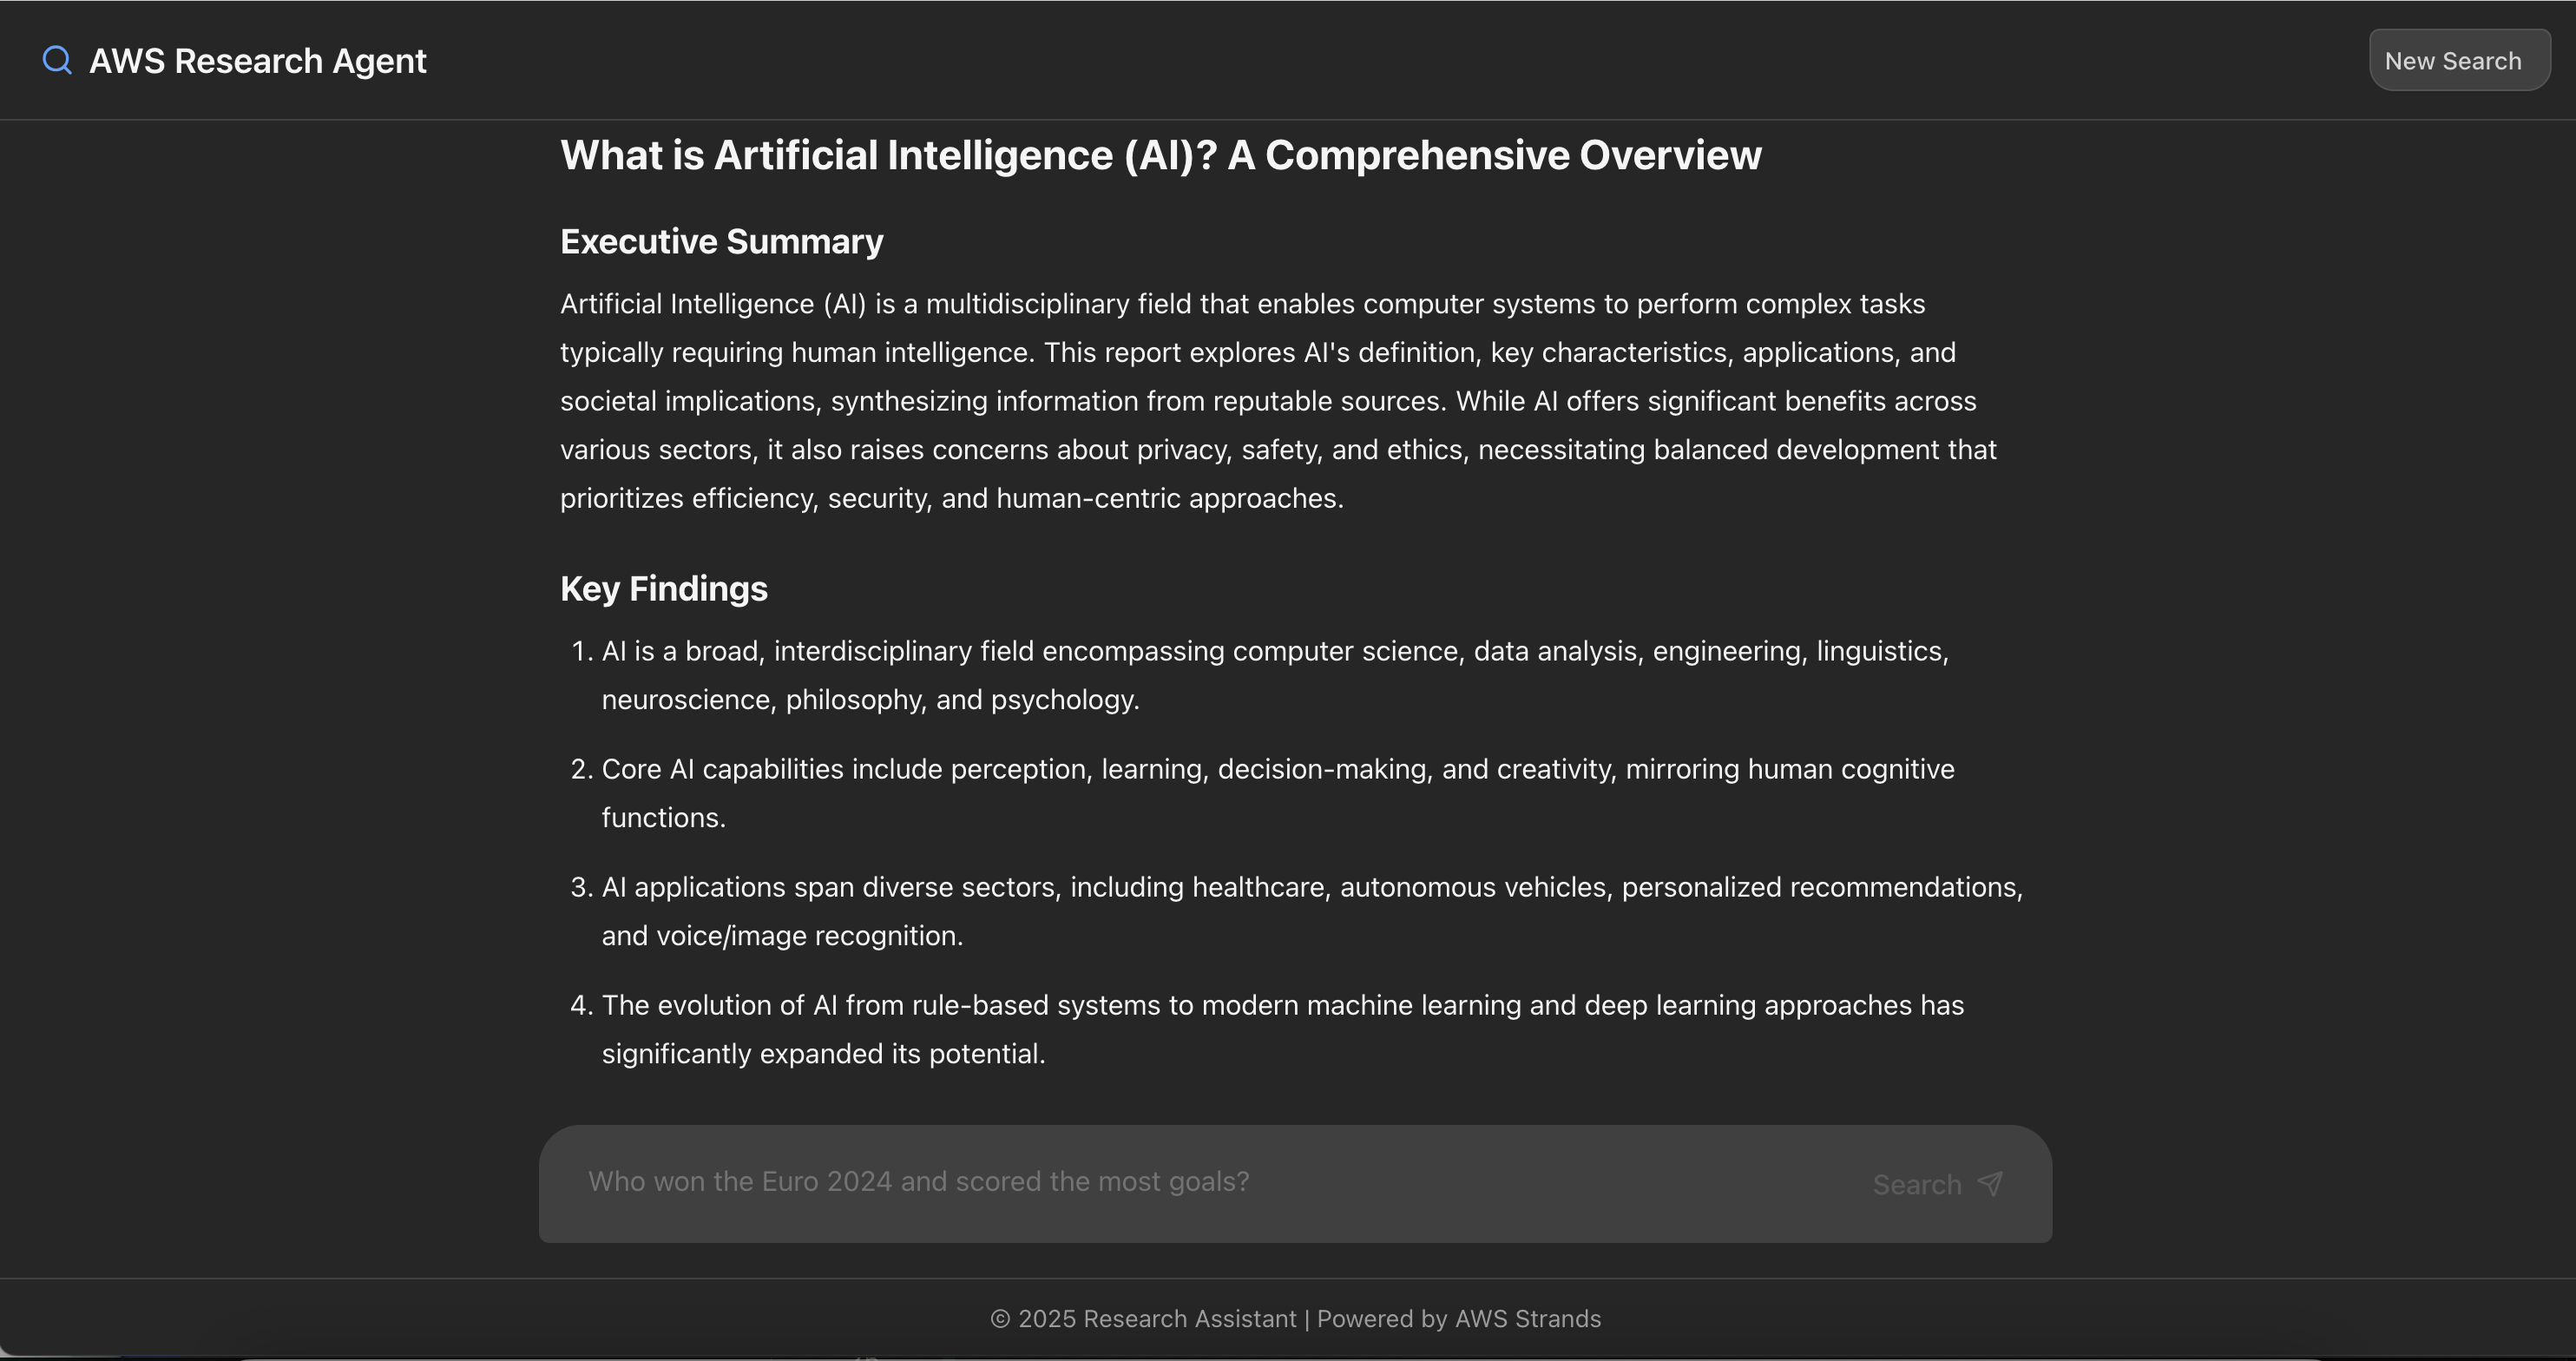 AWS Research Agent
New Search
What is Artificial Intelligence (AI)? A Comprehensive Overview
Executive Summary
Artificial Intelligence (AI) is a multidisciplinary field that enables computer systems to perform complex tasks
typically requiring human intelligence. This report explores AI's definition, key characteristics, applications, and
societal implications, synthesizing information from reputable sources. While AI offers significant benefits across
various sectors, it also raises concerns about privacy, safety, and ethics, necessitating balanced development that
prioritizes efficiency, security, and human-centric approaches.
Key Findings
1. AI is a broad, interdisciplinary field encompassing computer science, data analysis, engineering, linguistics,
neuroscience, philosophy, and psychology.
2. Core AI capabilities include perception, learning, decision-making, and creativity, mirroring human cognitive
functions.
3. AI applications span diverse sectors, including healthcare, autonomous vehicles, personalized recommendations,
and voice/image recognition.
4. The evolution of AI from rule-based systems to modern machine learning and deep learning approaches has
significantly expanded its potential.
Who won the Euro 2024 and scored the most goals?
Search
© 2025 Research Assistant | Powered by AWS Strands